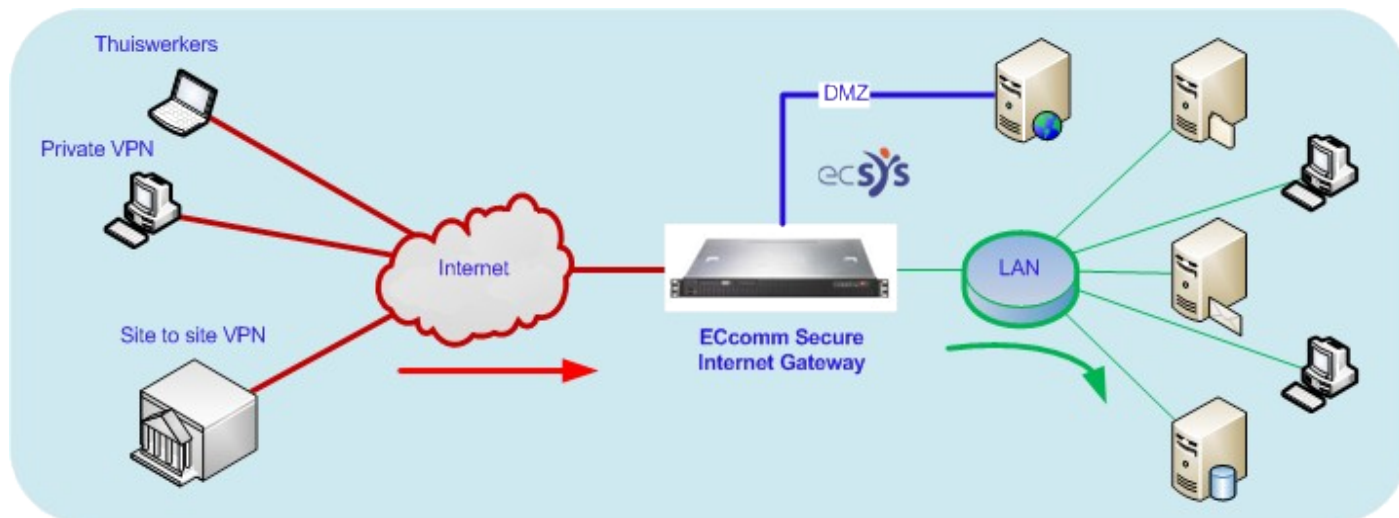 Thuiswerkers
Private VPN
Site to site VPN
Internet
DMZ
ecsys
ECcomm Secure
Internet Gateway
LAN